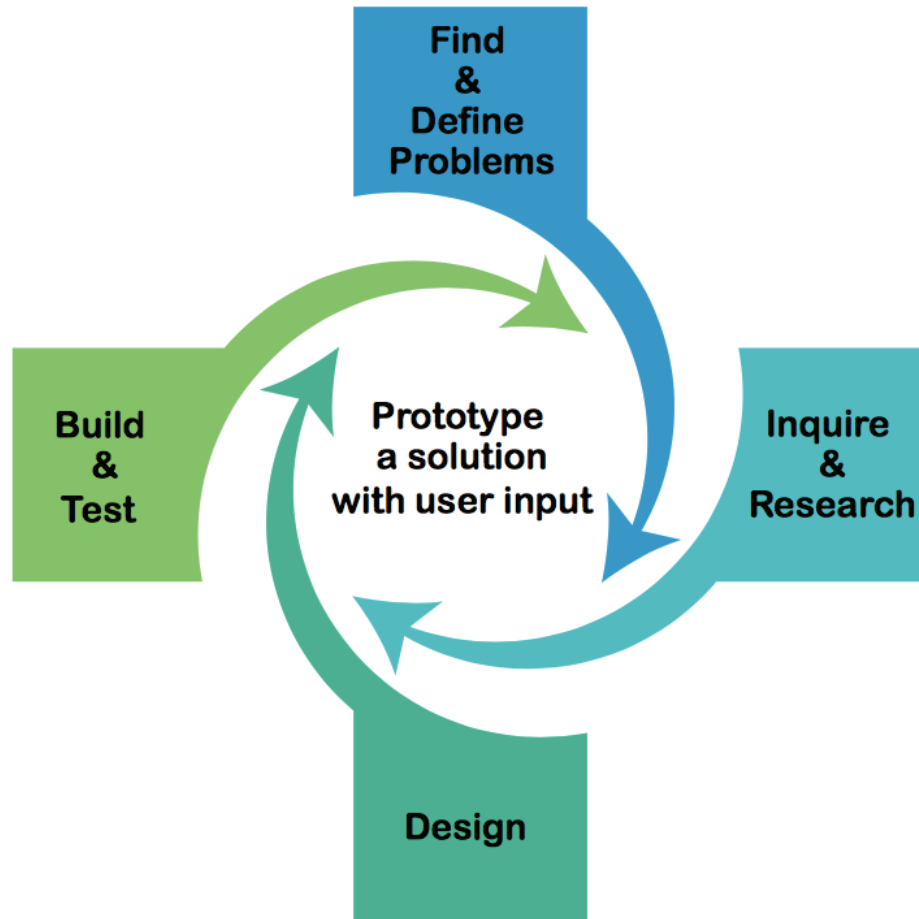 Find
&
Define
Problems
Build
&
Test
Prototype
a solution
with user input
Inquire
&
Research
Design